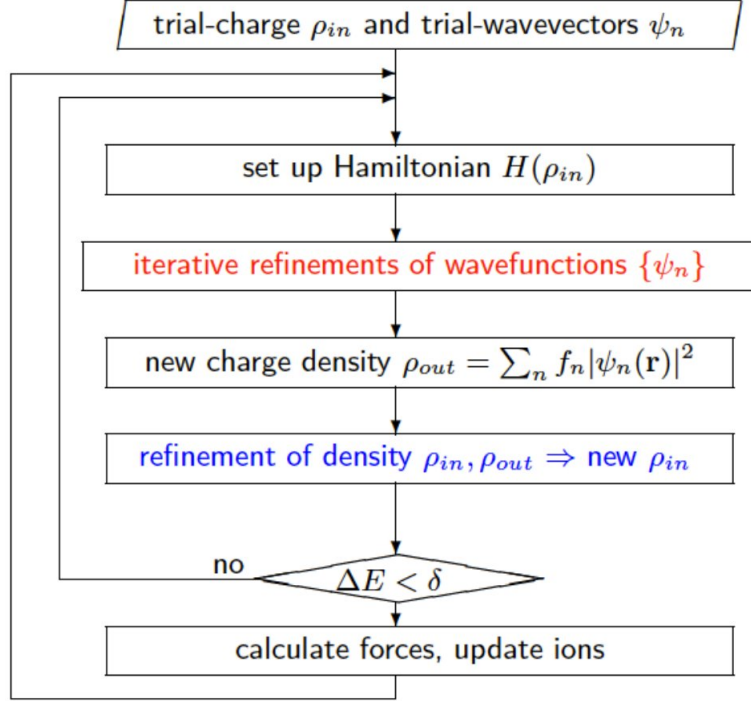 trial-charge ρ_in and trial-wavevectors ψ_n
set up Hamiltonian H(ρ_in)
iterative refinements of wavefunctions {ψ_n}
new charge density ρ_out = ∑_n f_n|ψ_n(r)|²
refinement of density ρ_in, ρ_out ⇒ new ρ_in
no
ΔE < δ
calculate forces, update ions